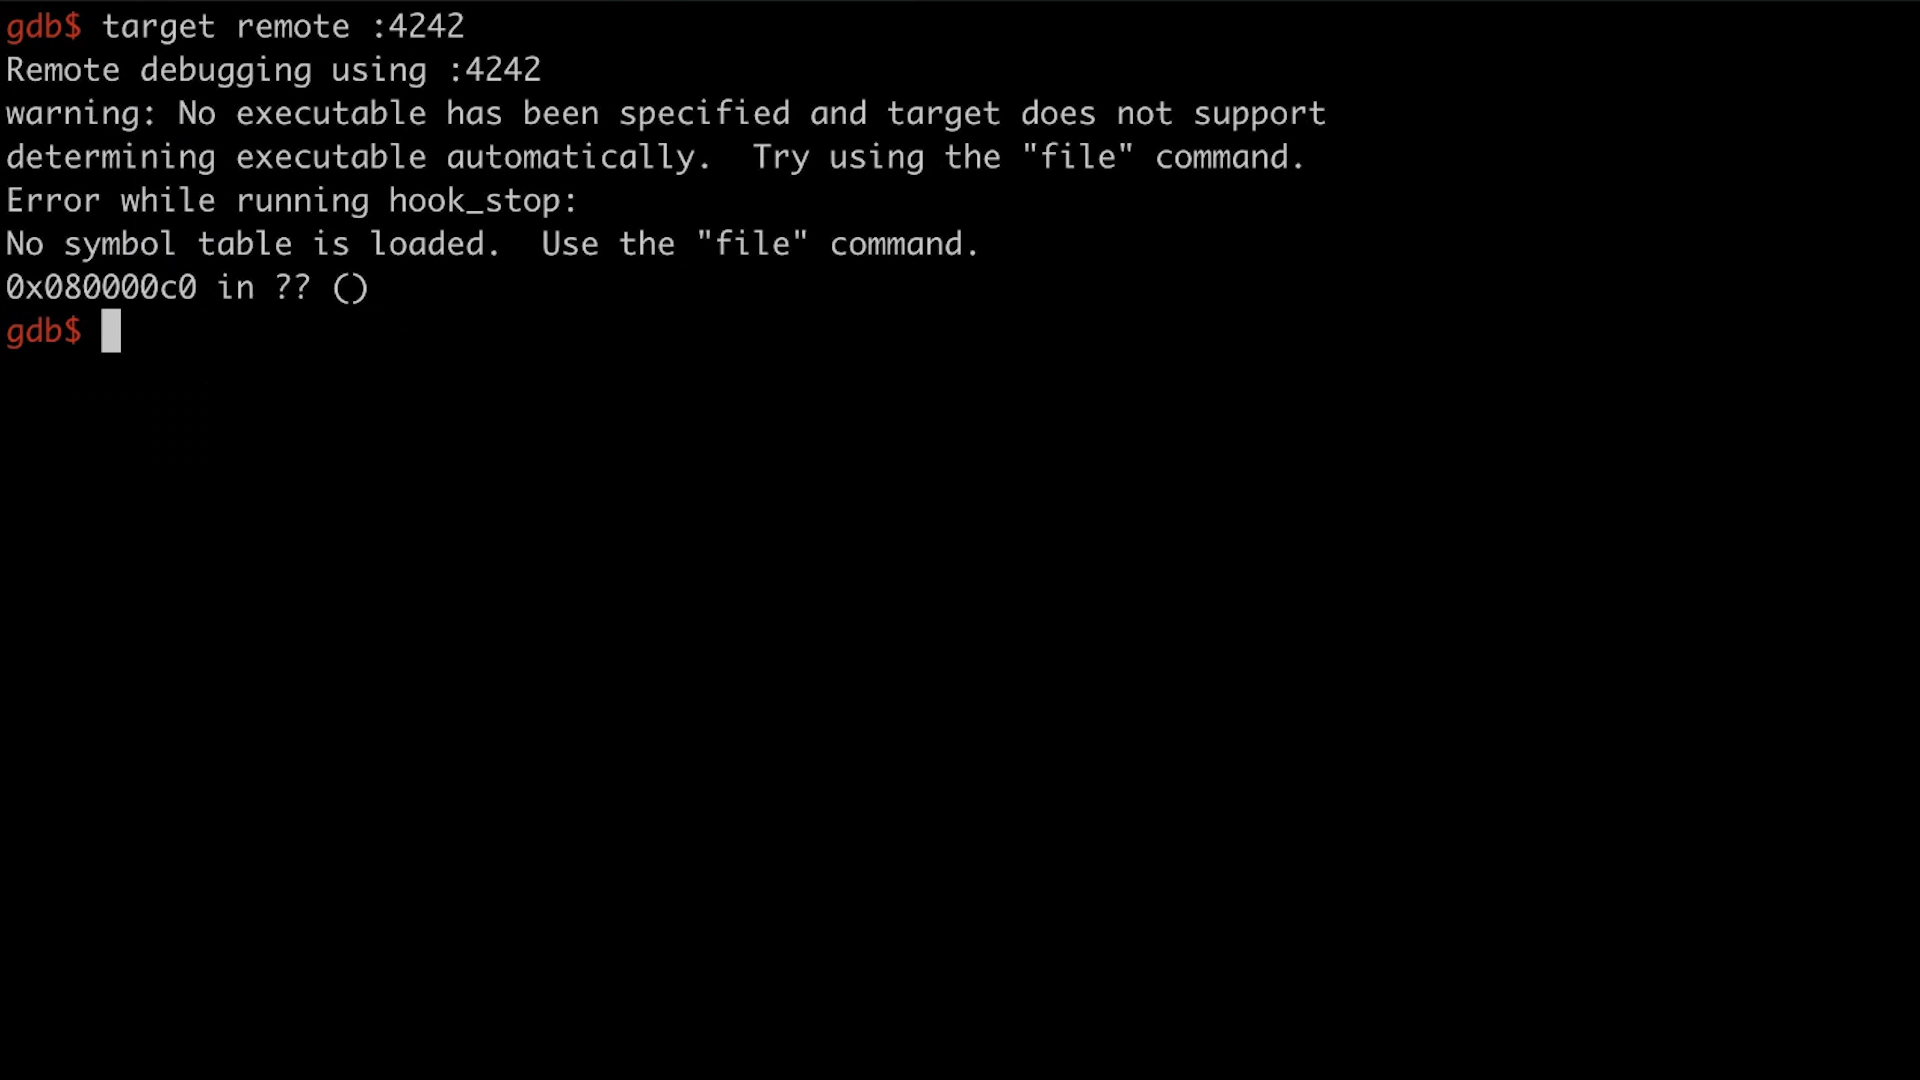 gdb$ target remote :4242
Remote debugging using :4242
warning: No executable has been specified and target does not support
determining executable automatically.  Try using the "file" command.
Error while running hook_stop:
No symbol table is loaded.  Use the "file" command.
0x080000c0 in ?? ()
gdb$